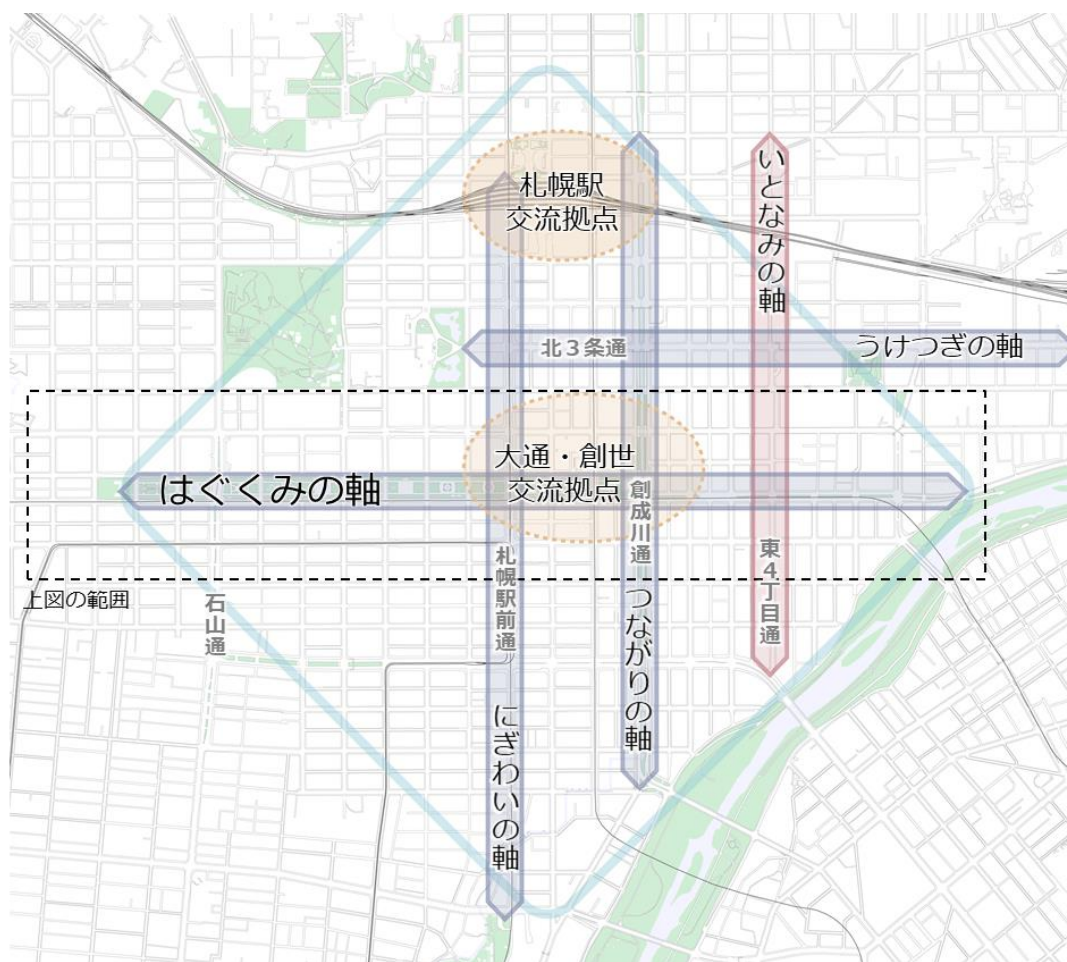 札幌駅
交流拠点
いとなみの軸
北３条通
うけつぎの軸
大通・創世
交流拠点
はぐくみの軸
創成川通
札幌駅前通
東４丁目通
上図の範囲
石山通
つながりの軸
にぎわいの軸